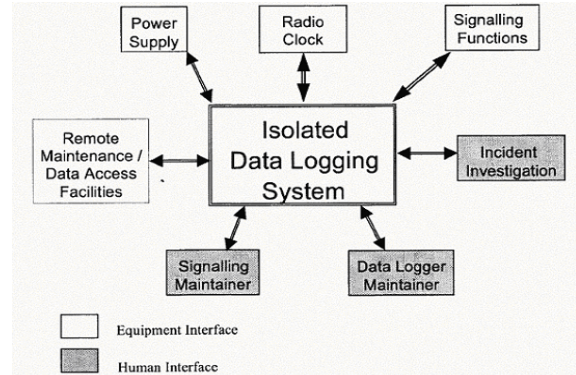 Power
Supply
Radio
Clock
Signalling
Functions
Isolated
Data Logging
System
Remote
Maintenance /
Data Access
Facilities
Incident
Investigation
Signalling
Maintainer
Data Logger
Maintainer
Equipment Interface
Human Interface